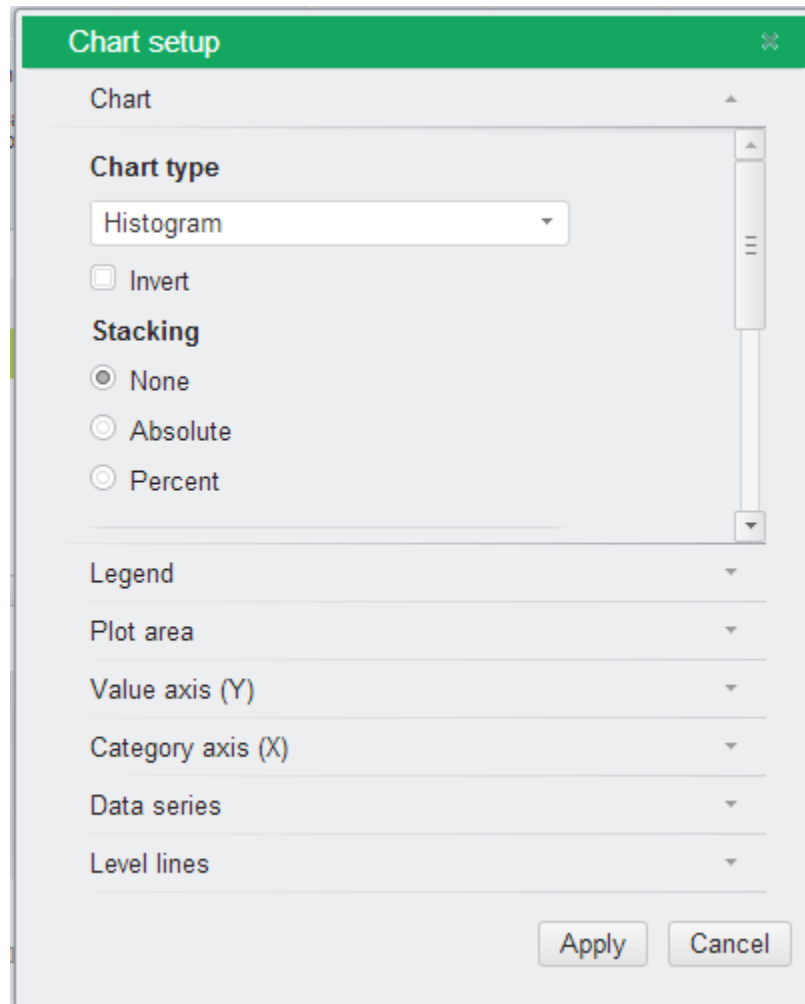 Chart setup
Chart
Chart type
Histogram
Invert
Stacking
None
Absolute
Percent
Legend
Plot area
Value axis (Y)
Category axis (X)
Data series
Level lines
Apply Cancel